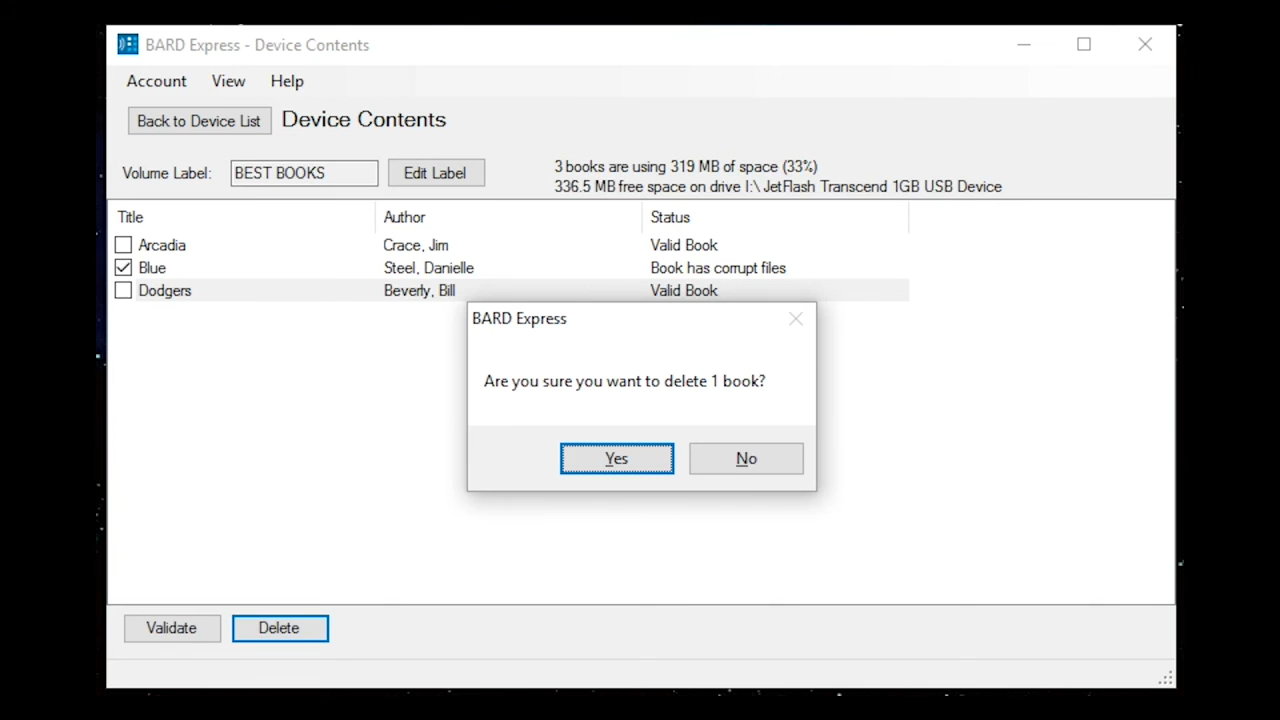 BARD Express - Device Contents
Account View Help
Back to Device List Device Contents
Volume Label: BEST BOOKS Edit Label
3 books are using 319 MB of space (33%)
336.5 MB free space on drive I:\ JetFlash Transcend 1GB USB Device
Title Author Status
Arcadia Crace, Jim Valid Book
Blue Steel, Danielle Book has corrupt files
Dodgers Beverly, Bill Valid Book
BARD Express
Are you sure you want to delete 1 book?
Yes No
Validate Delete